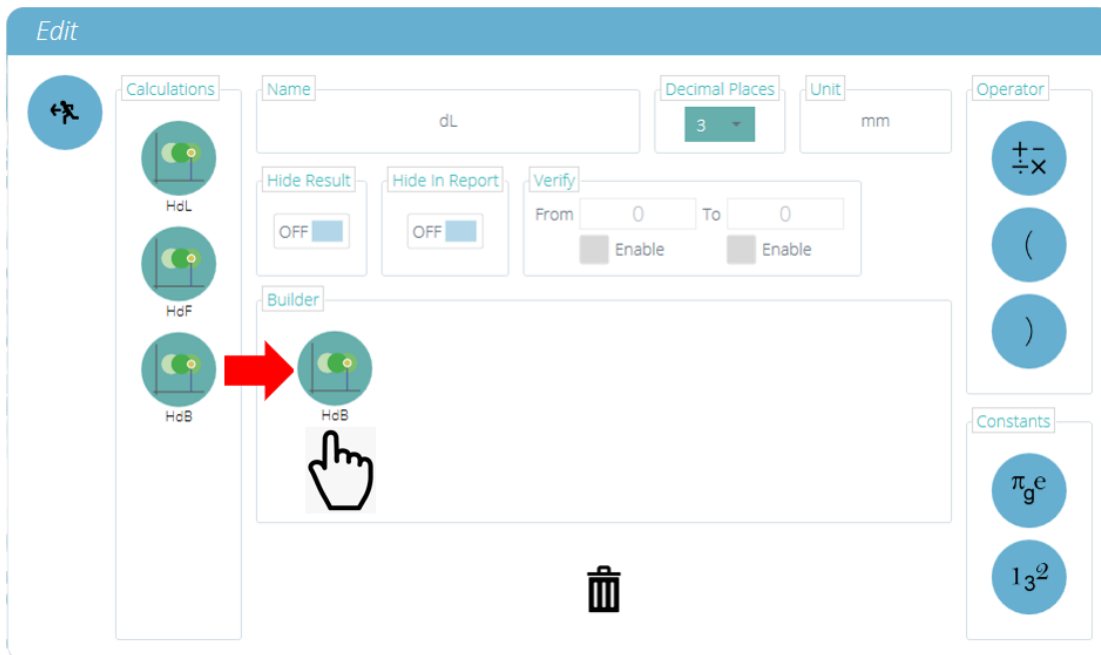 Edit
Calculations
HdL
HdF
HdB
Name
dL
Decimal Places
3
Unit
mm
Hide Result
OFF
Hide In Report
OFF
Verify
From 0 To 0
Enable Enable
Builder
HdB
Operator
+ -
÷ ×
(
)
Constants
π g e
1 3 2